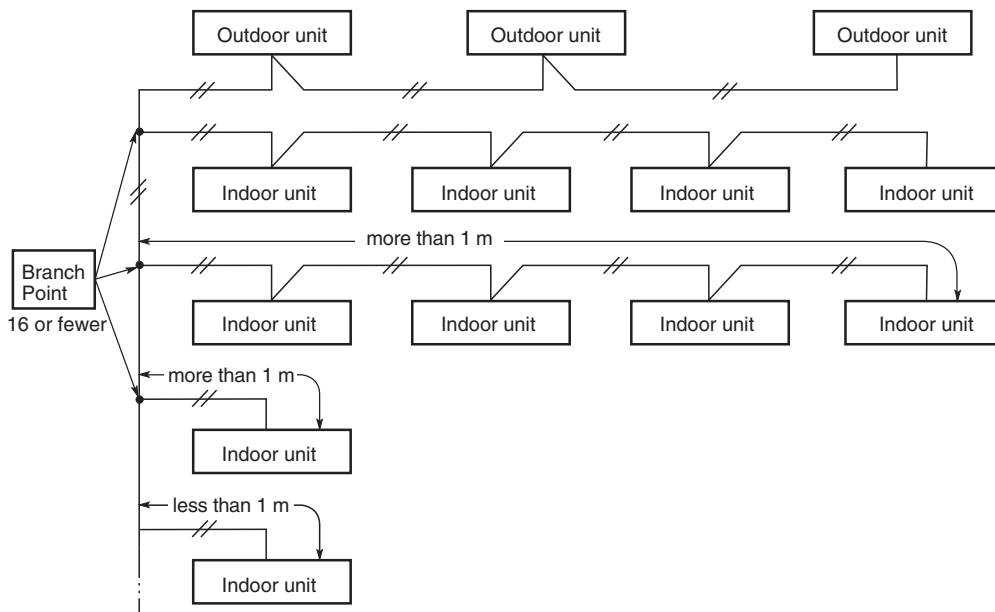 Outdoor unit
Outdoor unit
Outdoor unit
Indoor unit
Indoor unit
Indoor unit
Indoor unit
more than 1 m
Branch
Point
16 or fewer
Indoor unit
Indoor unit
Indoor unit
Indoor unit
more than 1 m
Indoor unit
less than 1 m
Indoor unit